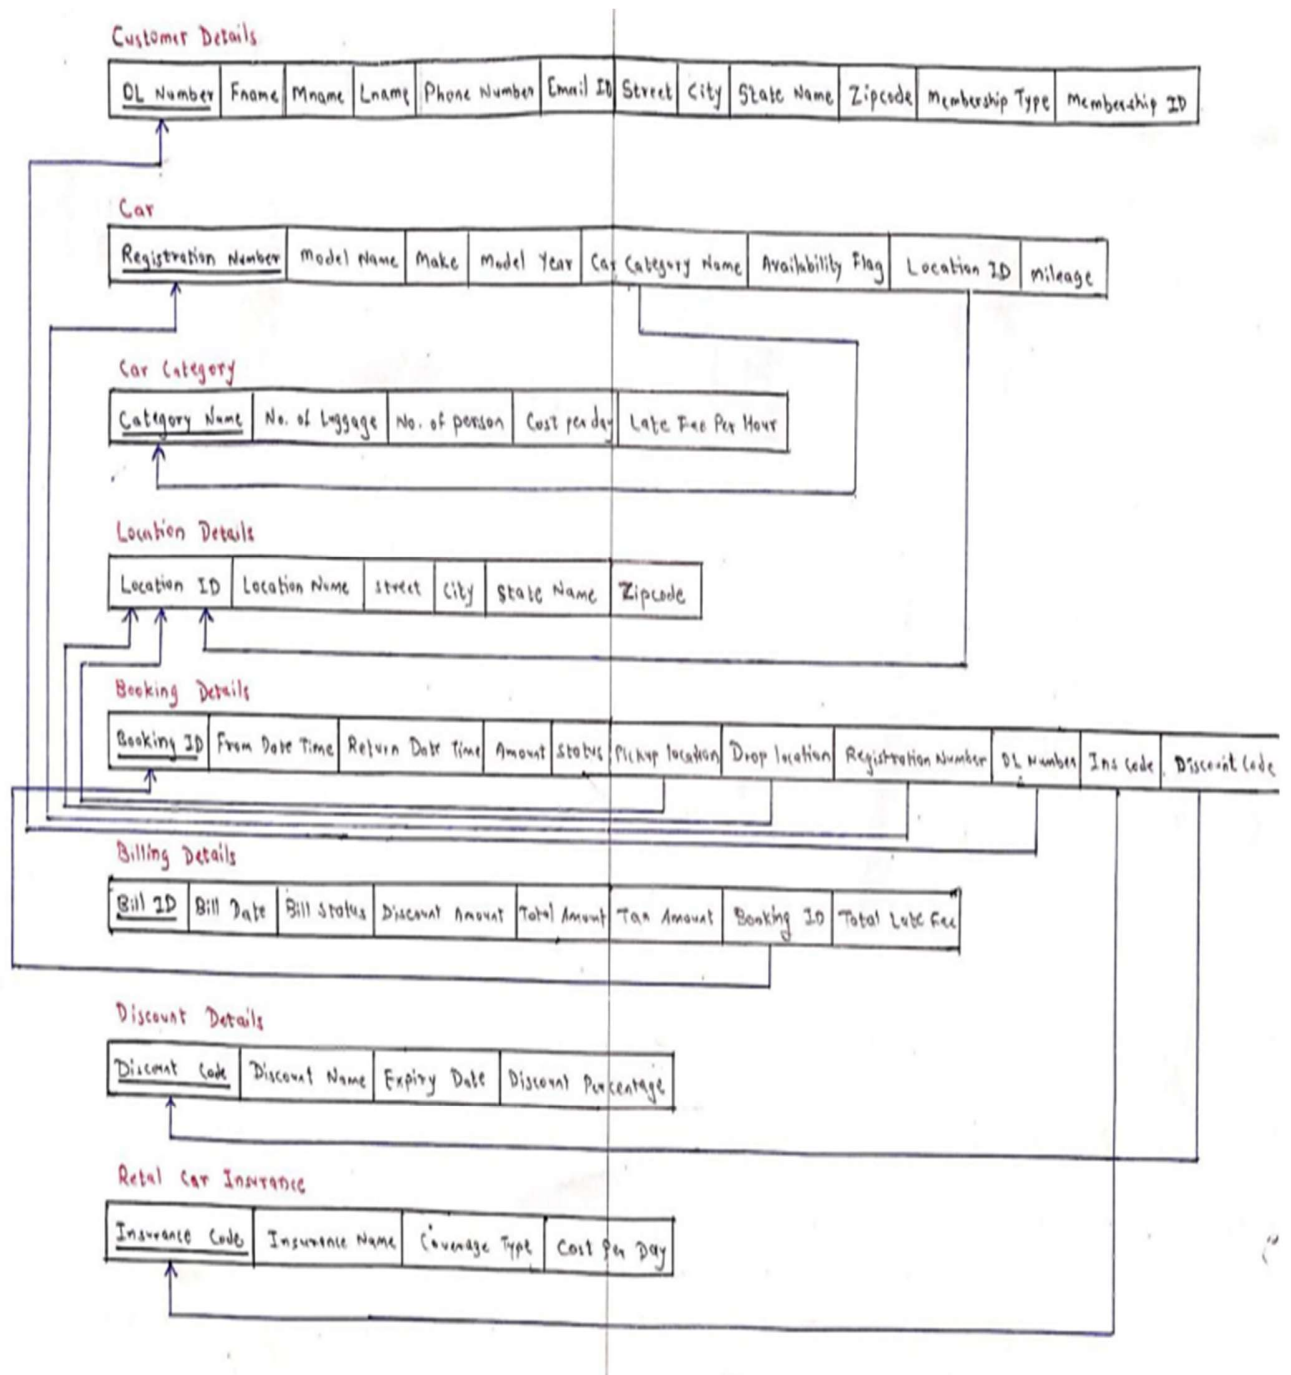 Customer Details
DL Number Fname Mname Lname Phone Number Email ID Street City State Name Zipcode Membership Type Membership ID
Car
Registration Number Model Name Make Model Year Car Category Name Availability Flag Location ID Mileage
Car Category
Category Name No. of Luggage No. of person Cost per day Late Fee Per Hour
Location Details
Location ID Location Name Street City State Name Zipcode
Booking Details
Booking ID From Date Time Return Date Time Amount Status Pickup location Drop location Registration Number DL Number Ins Code Discount Code
Billing Details
Bill ID Bill Date Bill Status Discount Amount Total Amount Tax Amount Booking ID Total Late Fee
Discount Details
Discont Code Discount Name Expiry Date Discount Percentage
Retal Car Insurance
Insurance Code Insurance Name Coverage Type Cost Per Day